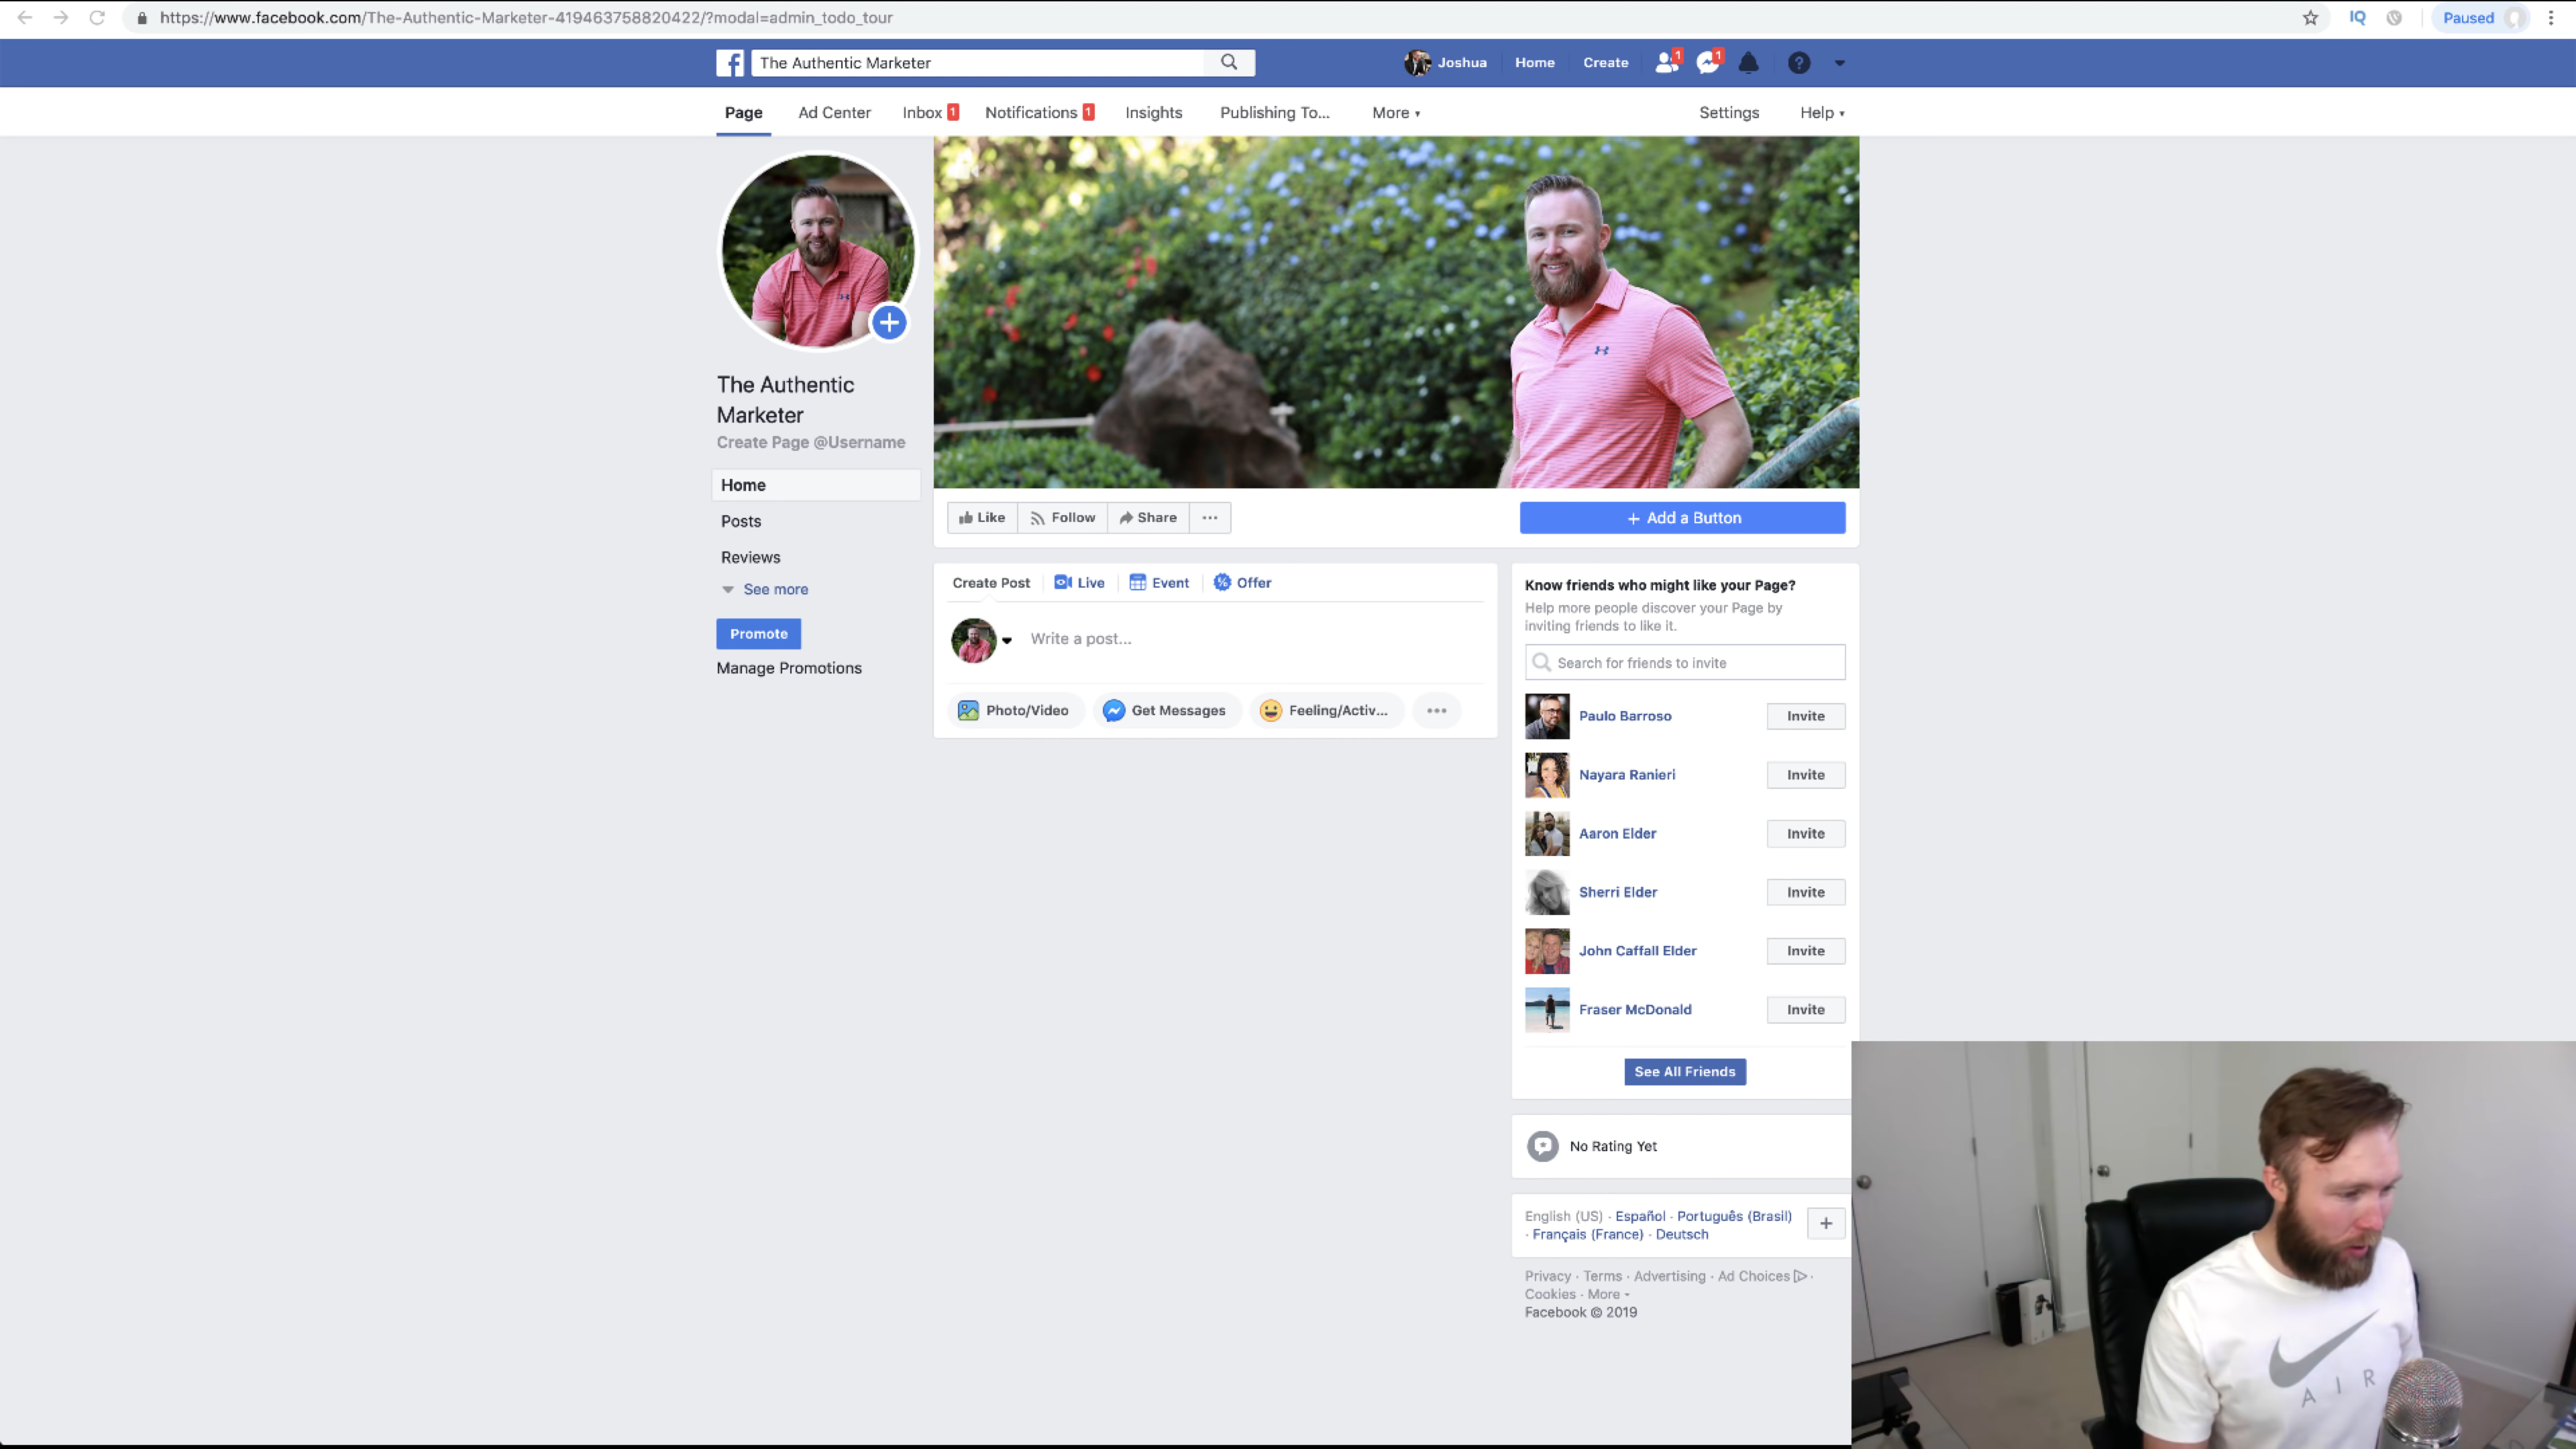 https://www.facebook.com/The-Authentic-Marketer-419463758820422/?modal=admin_todo_tour
IQ
Paused
The Authentic Marketer
Joshua
Home
Create
1
1
Page
Ad Center
Inbox 1
Notifications 1
Insights
Publishing To...
More
Settings
Help
The Authentic
Marketer
Create Page @Username
Home
Posts
Reviews
See more
Promote
Manage Promotions
Like
Follow
Share
+ Add a Button
Create Post
Live
Event
Offer
Write a post...
Photo/Video
Get Messages
Feeling/Activ...
Know friends who might like your Page?
Help more people discover your Page by
inviting friends to like it.
Search for friends to invite
Paulo Barroso
Invite
Nayara Ranieri
Invite
Aaron Elder
Invite
Sherri Elder
Invite
John Caffall Elder
Invite
Fraser McDonald
Invite
See All Friends
No Rating Yet
English (US) · Español · Português (Brasil)
· Français (France) · Deutsch
Privacy · Terms · Advertising · Ad Choices ·
Cookies · More
Facebook © 2019
AIR